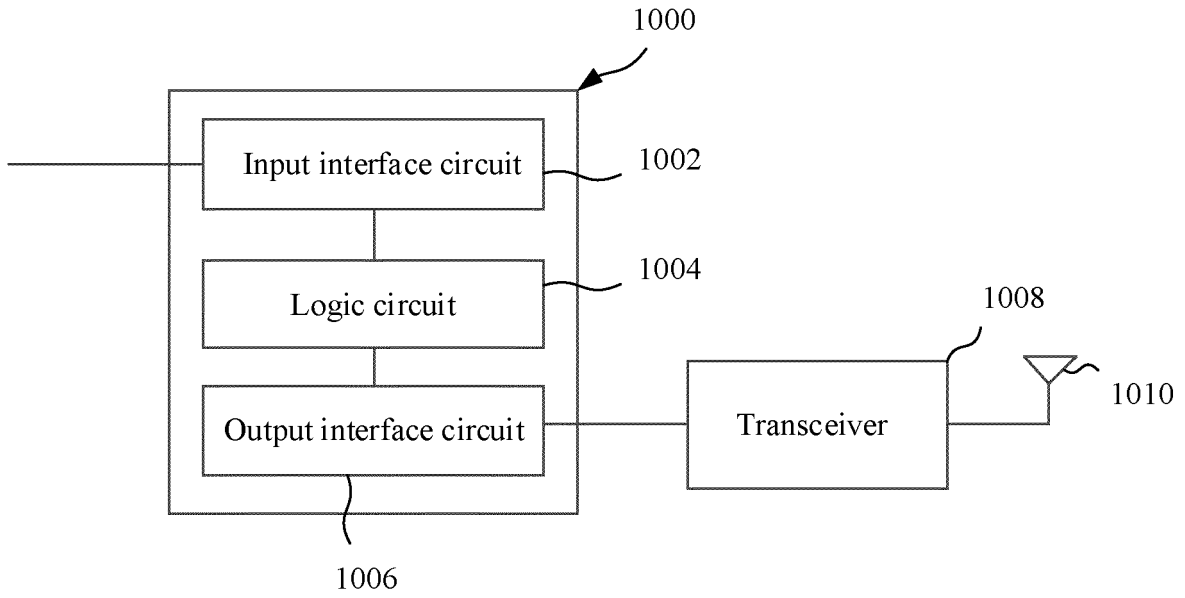 1000
Input interface circuit
1002
Logic circuit
1004
Output interface circuit
1006
Transceiver
1008
1010